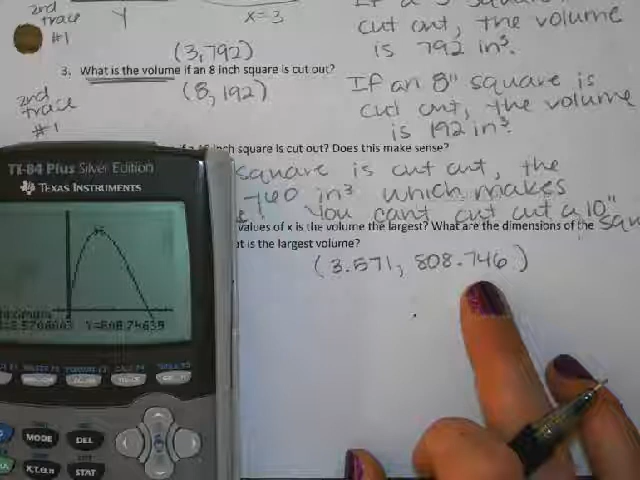 2nd
trace
#1
y
x=3
If a 3" square
cut out, the volume
is 792 in³.
(3,792)
3. What is the volume if an 8 inch square is cut out?
(8, 192)
2nd
trace
#1
If an 8" square is
cut out, the volume
is 192 in³.
inch square is cut out? Does this make sense?
square is cut out, the
-760 in³ which makes
You can't cut out a 10"
square
values of x is the volume the largest? What are the dimensions of the
t is the largest volume?
(3.571, 808.746)
TI-84 Plus Silver Edition
TEXAS INSTRUMENTS
Y=808.74639
MODE
DEL
X,T,θ,n
STAT